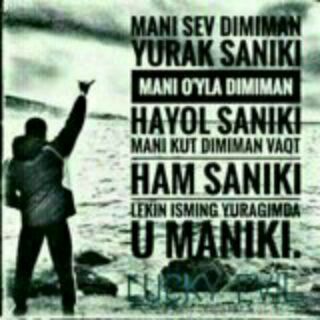 MANI SEV DIMIMAN
YURAK SANIKI
MANI O'YLA DIMIMAN
HAYOL SANIKI
MANI KUT DIMIMAN VAQT
HAM SANIKI
LEKIN ISMING YURAGIMDA
U MANIKI.
LUCKY_EVIL